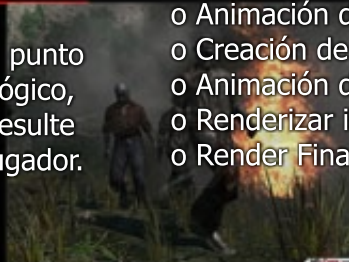 punto
ógico,
esulte
ugador.
o Animación d
o Creación de
o Animación d
o Renderizar i
o Render Fina